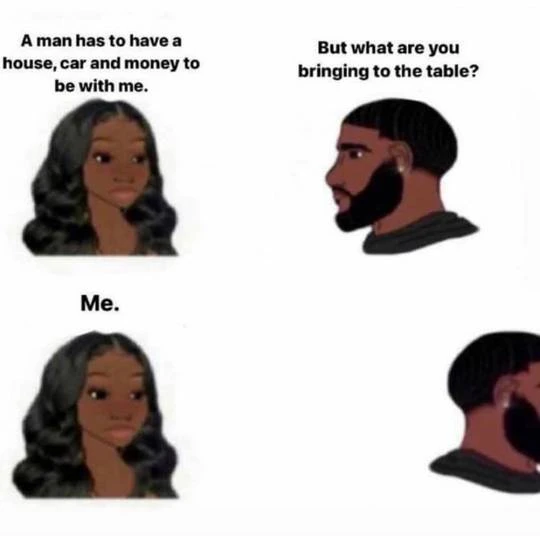 A man has to have a
house, car and money to
be with me.
But what are you
bringing to the table?
Me.